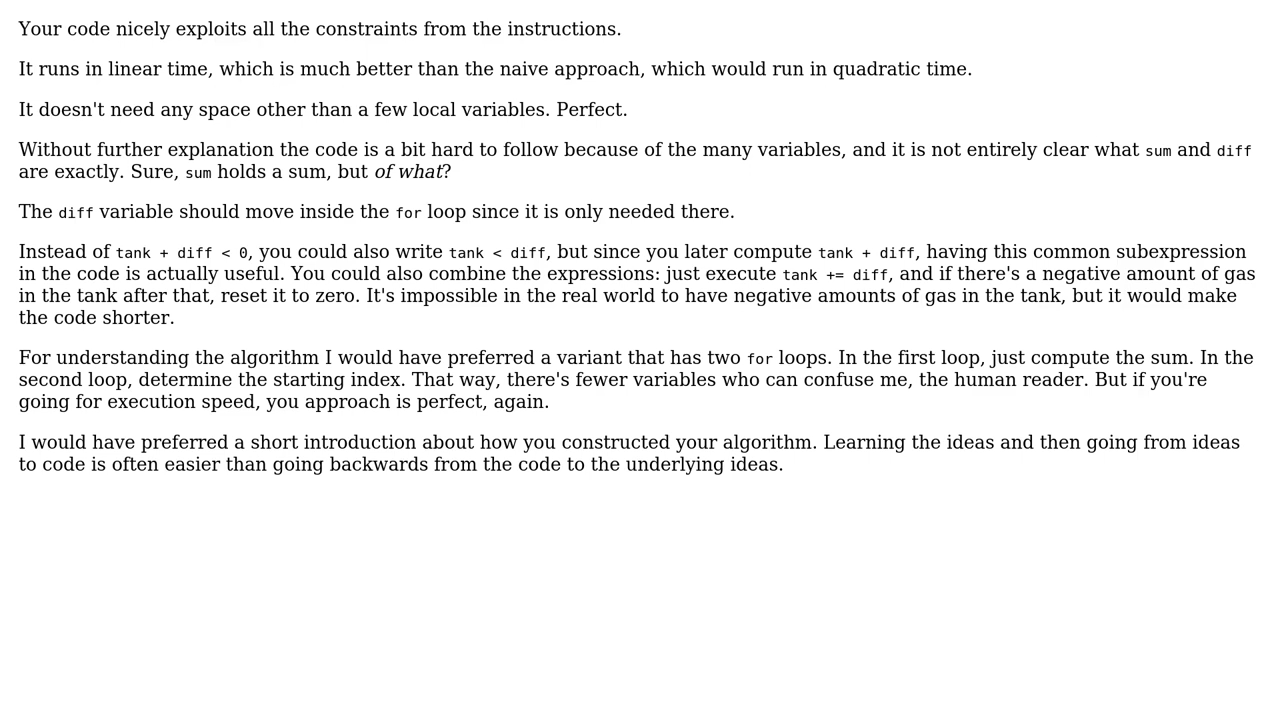 Your code nicely exploits all the constraints from the instructions.
It runs in linear time, which is much better than the naive approach, which would run in quadratic time.
It doesn't need any space other than a few local variables. Perfect.
Without further explanation the code is a bit hard to follow because of the many variables, and it is not entirely clear what sum and diff
are exactly. Sure, sum holds a sum, but of what?
The diff variable should move inside the for loop since it is only needed there.
Instead of tank + diff < 0, you could also write tank < diff, but since you later compute tank + diff, having this common subexpression
in the code is actually useful. You could also combine the expressions: just execute tank += diff, and if there's a negative amount of gas
in the tank after that, reset it to zero. It's impossible in the real world to have negative amounts of gas in the tank, but it would make
the code shorter.
For understanding the algorithm I would have preferred a variant that has two for loops. In the first loop, just compute the sum. In the
second loop, determine the starting index. That way, there's fewer variables who can confuse me, the human reader. But if you're
going for execution speed, you approach is perfect, again.
I would have preferred a short introduction about how you constructed your algorithm. Learning the ideas and then going from ideas
to code is often easier than going backwards from the code to the underlying ideas.